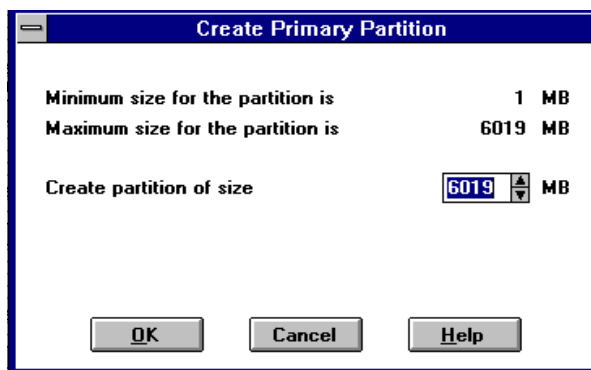 Create Primary Partition
Minimum size for the partition is 1 MB
Maximum size for the partition is 6019 MB
Create partition of size 6019 MB
OK Cancel Help